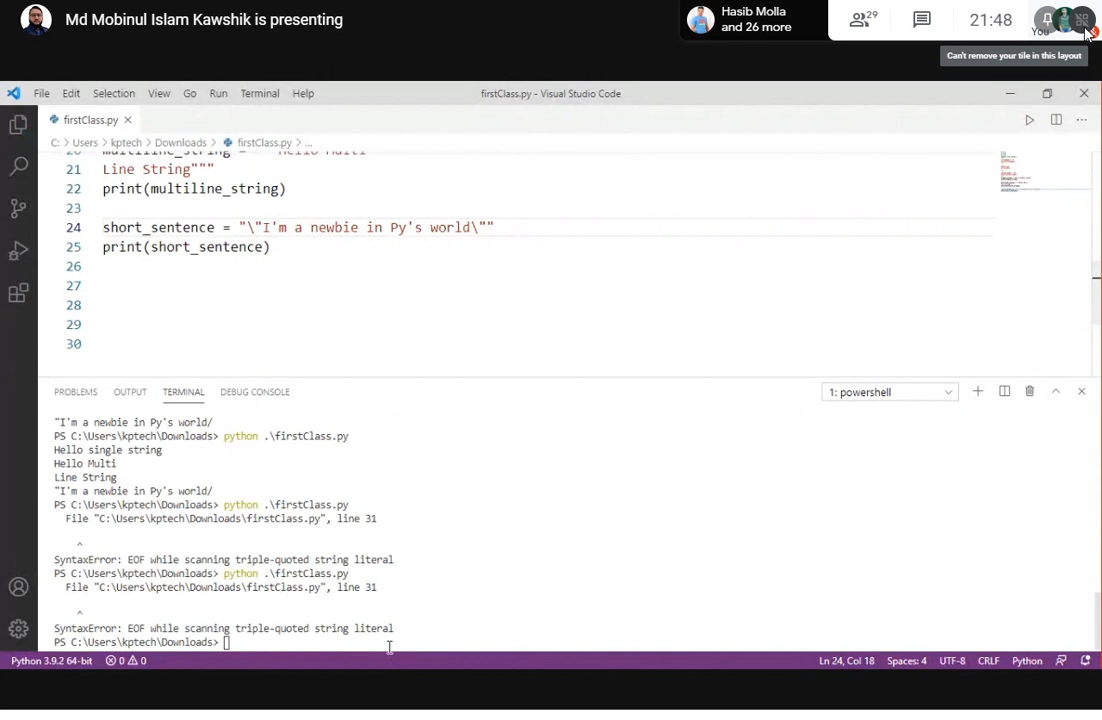 Md Mobinul Islam Kawshik is presenting
Hasib Molla
and 26 more
29
21:48
You
Can't remove your tile in this layout
File Edit Selection View Go Run Terminal Help
firstClass.py - Visual Studio Code
firstClass.py
C: > Users > kptech > Downloads > firstClass.py > ...
20 multiline_string = """Hello Multi
21 Line String"""
22 print(multiline_string)
23
24 short_sentence = "\"I'm a newbie in Py's world\""
25 print(short_sentence)
26
27
28
29
30
PROBLEMS OUTPUT TERMINAL DEBUG CONSOLE
1: powershell
"I'm a newbie in Py's world/
PS C:\Users\kptech\Downloads> python .\firstClass.py
Hello single string
Hello Multi
Line String
"I'm a newbie in Py's world/
PS C:\Users\kptech\Downloads> python .\firstClass.py
File "C:\Users\kptech\Downloads\firstClass.py", line 31
^
SyntaxError: EOF while scanning triple-quoted string literal
PS C:\Users\kptech\Downloads> python .\firstClass.py
File "C:\Users\kptech\Downloads\firstClass.py", line 31
^
SyntaxError: EOF while scanning triple-quoted string literal
PS C:\Users\kptech\Downloads>
Python 3.9.2 64-bit 0 0
Ln 24, Col 18 Spaces: 4 UTF-8 CRLF Python